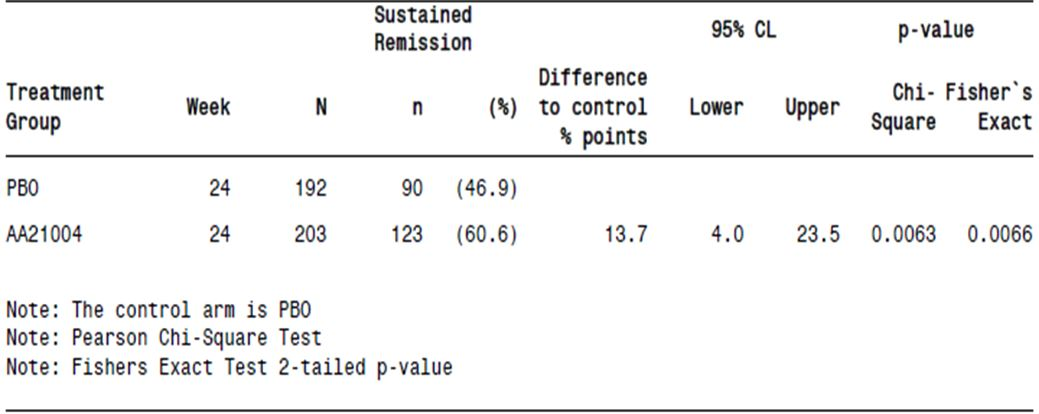 Sustained Remission 95% CL p-value
Treatment Group Week N n (%) Difference to control % points Lower Upper Chi-Square Fisher`s Exact
PBO 24 192 90 (46.9)
AA21004 24 203 123 (60.6) 13.7 4.0 23.5 0.0063 0.0066
Note: The control arm is PBO
Note: Pearson Chi-Square Test
Note: Fishers Exact Test 2-tailed p-value